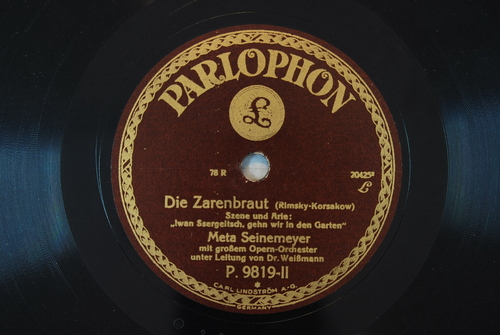 PARLOPHON
£
78 R
20425²
L
Die Zarenbraut (Rimsky-Korsakow)
Szene und Arie:
„Iwan Ssergeitsch, gehn wir in den Garten"
Meta Seinemeyer
mit großem Opern-Orchester
unter Leitung von Dr. Weißmann
P. 9819-II
*
CARL LINDSTRÖM A.-G.
GERMANY